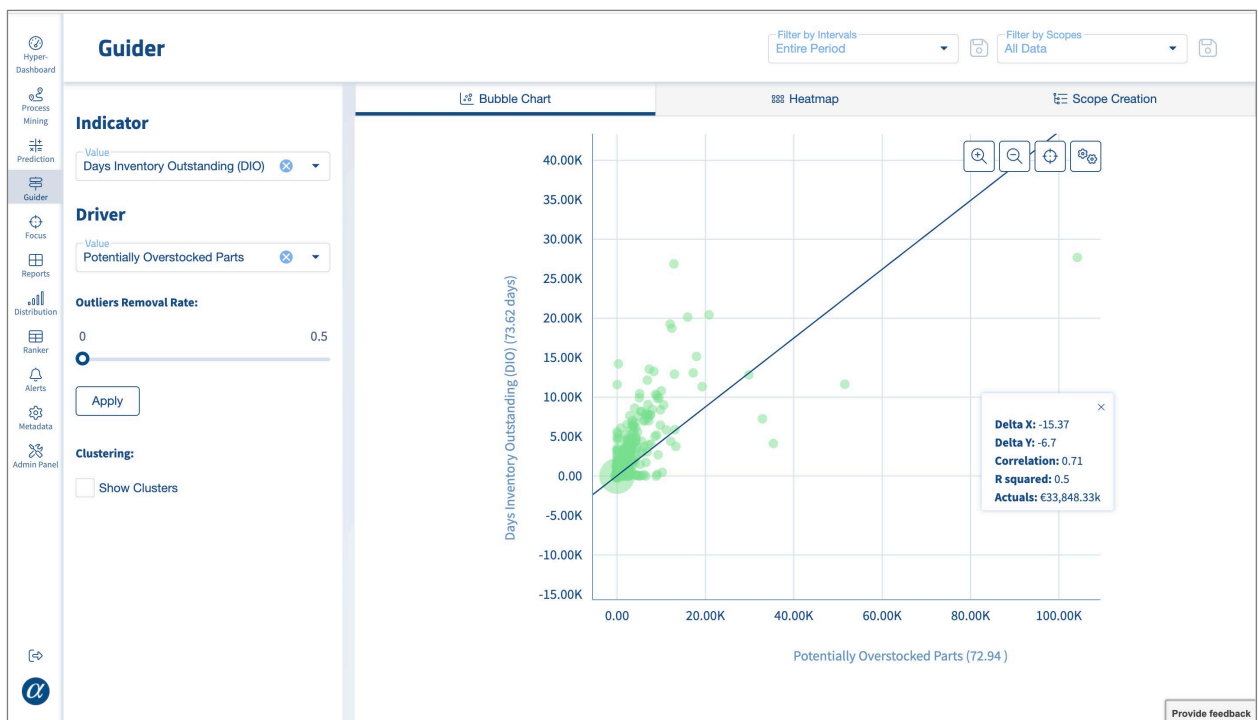 Guider
Filter by Intervals
Entire Period
Filter by Scopes
All Data
Hyper-
Dashboard
Process
Mining
Prediction
Guider
Focus
Reports
Distribution
Ranker
Alerts
Metadata
Admin Panel
α
Indicator
Value
Days Inventory Outstanding (DIO)
Driver
Value
Potentially Overstocked Parts
Outliers Removal Rate:
0 0.5
Apply
Clustering:
Show Clusters
Bubble Chart
Heatmap
Scope Creation
Days Inventory Outstanding (DIO) (73.62 days)
40.00K
35.00K
30.00K
25.00K
20.00K
15.00K
10.00K
5.00K
0.00
-5.00K
-10.00K
-15.00K
0.00 20.00K 40.00K 60.00K 80.00K 100.00K
Potentially Overstocked Parts (72.94 )
Delta X: -15.37
Delta Y: -6.7
Correlation: 0.71
R squared: 0.5
Actuals: €33,848.33k
Provide feedback